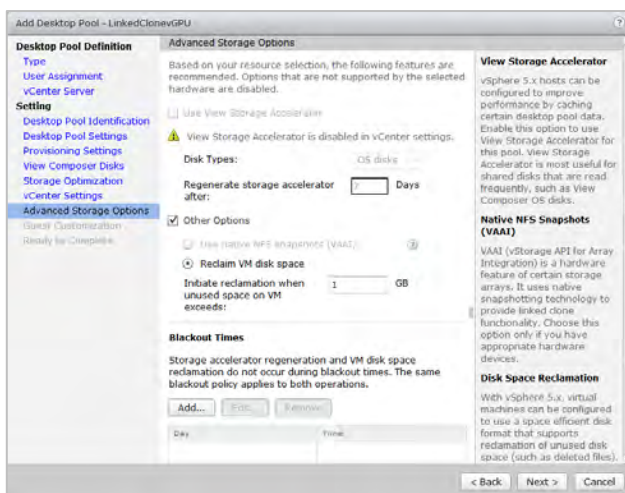 Add Desktop Pool - LinkedClonevGPU
?
Desktop Pool Definition
Type
User Assignment
vCenter Server
Setting
Desktop Pool Identification
Desktop Pool Settings
Provisioning Settings
View Composer Disks
Storage Optimization
vCenter Settings
Advanced Storage Options
Guest Customization
Ready to Complete
Advanced Storage Options
Based on your resource selection, the following features are
recommended. Options that are not supported by the selected
hardware are disabled.
Use View Storage Accelerator
View Storage Accelerator is disabled in vCenter settings.
Disk Types: OS disks
Regenerate storage accelerator
after:
7 Days
Other Options
Use native NFS snapshots (VAAI)
Reclaim VM disk space
Initiate reclamation when
unused space on VM
exceeds:
1 GB
Blackout Times
Storage accelerator regeneration and VM disk space
reclamation do not occur during blackout times. The same
blackout policy applies to both operations.
Add... Edit... Remove
Day Time
View Storage Accelerator
vSphere 5.x hosts can be
configured to improve
performance by caching
certain desktop pool data.
Enable this option to use
View Storage Accelerator for
this pool. View Storage
Accelerator is most useful for
shared disks that are read
frequently, such as View
Composer OS disks.
Native NFS Snapshots
(VAAI)
VAAI (vStorage API for Array
Integration) is a hardware
feature of certain storage
arrays. It uses native
snapshotting technology to
provide linked clone
functionality. Choose this
option only if you have
appropriate hardware
devices.
Disk Space Reclamation
With vSphere 5.x, virtual
machines can be configured
to use a space efficient disk
format that supports
reclamation of unused disk
space (such as deleted files).
< Back Next > Cancel